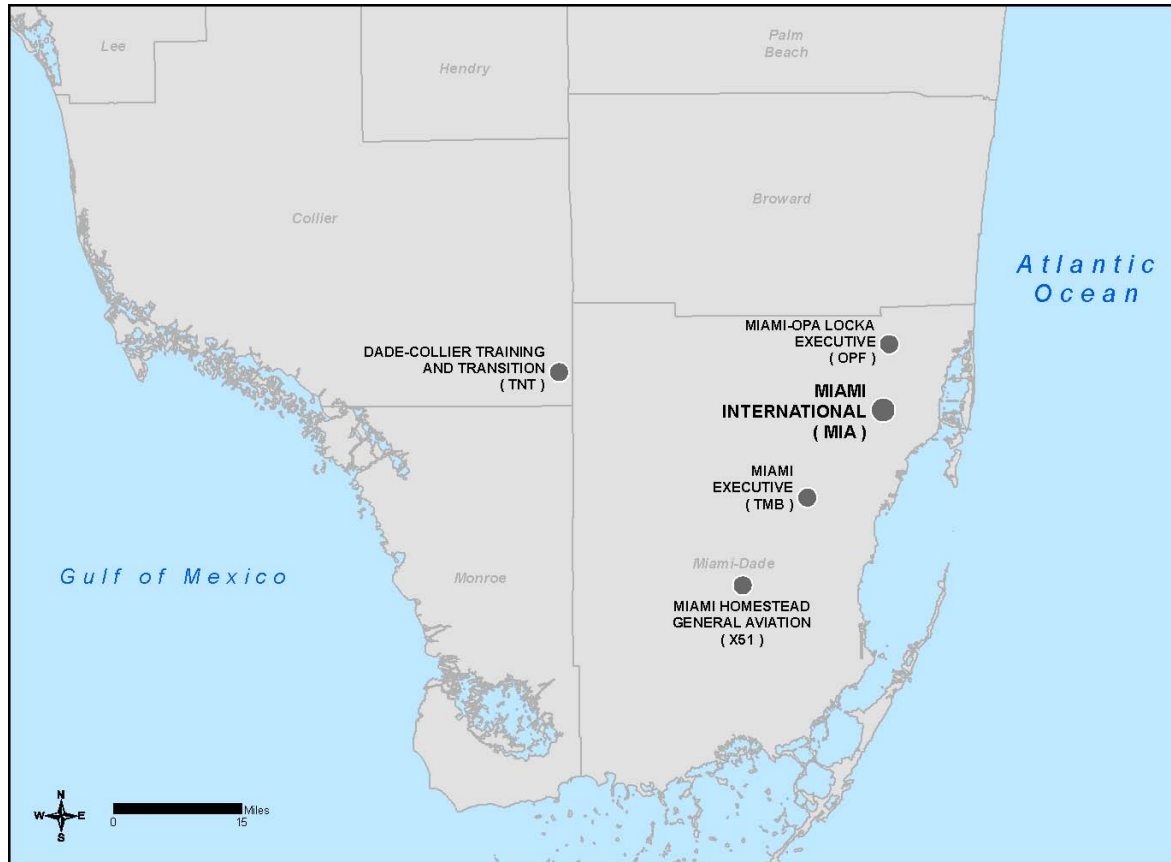 Lee
Hendry
Palm
Beach
Collier
Broward
Atlantic
Ocean
MIAMI-OPA LOCKA
EXECUTIVE
( OPF )
DADE-COLLIER TRAINING
AND TRANSITION
( TNT )
MIAMI
INTERNATIONAL
( MIA )
MIAMI
EXECUTIVE
( TMB )
Gulf of Mexico
Monroe
Miami-Dade
MIAMI HOMESTEAD
GENERAL AVIATION
( X51 )
N
W E
S
Miles
0 15